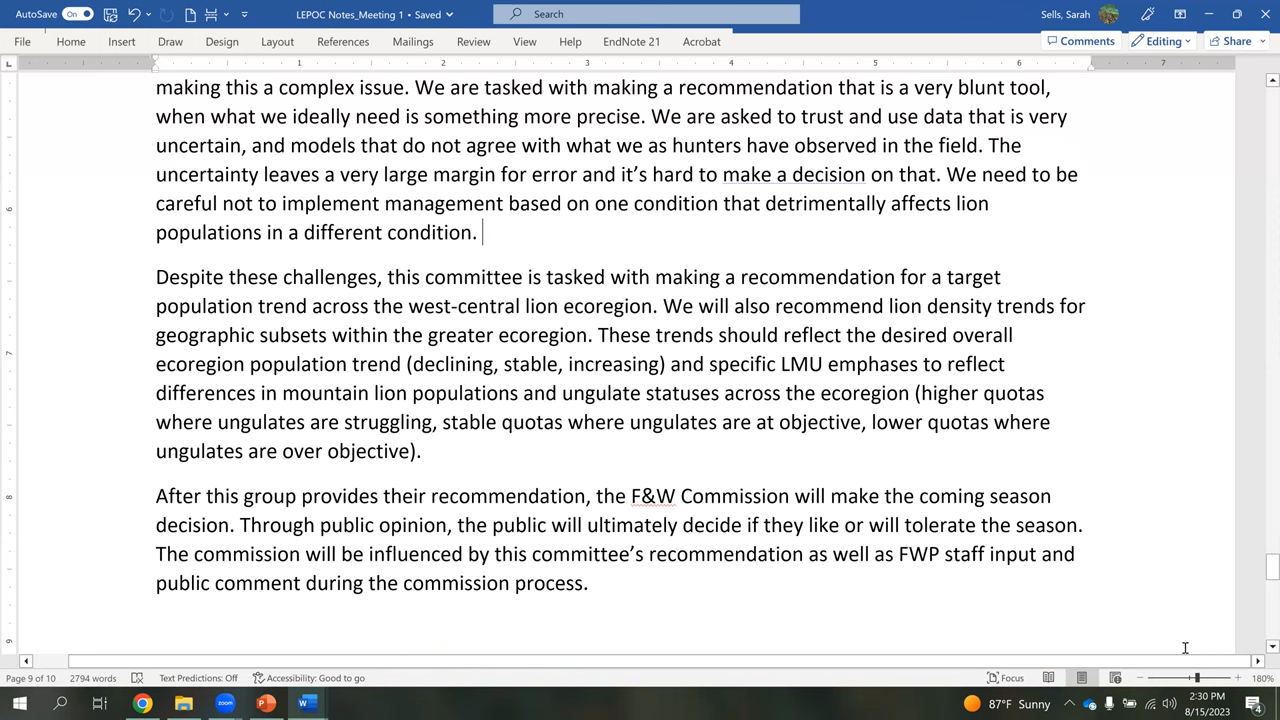 AutoSave On LEPOC Notes_Meeting 1 • Saved Search Sells, Sarah
File Home Insert Draw Design Layout References Mailings Review View Help EndNote 21 Acrobat Comments Editing Share
1 2 3 4 5 6 7
making this a complex issue. We are tasked with making a recommendation that is a very blunt tool,
when what we ideally need is something more precise. We are asked to trust and use data that is very
uncertain, and models that do not agree with what we as hunters have observed in the field. The
uncertainty leaves a very large margin for error and it’s hard to make a decision on that. We need to be
6
careful not to implement management based on one condition that detrimentally affects lion
populations in a different condition.
Despite these challenges, this committee is tasked with making a recommendation for a target
population trend across the west-central lion ecoregion. We will also recommend lion density trends for
geographic subsets within the greater ecoregion. These trends should reflect the desired overall
7
ecoregion population trend (declining, stable, increasing) and specific LMU emphases to reflect
differences in mountain lion populations and ungulate statuses across the ecoregion (higher quotas
where ungulates are struggling, stable quotas where ungulates are at objective, lower quotas where
ungulates are over objective).
8
After this group provides their recommendation, the F&W Commission will make the coming season
decision. Through public opinion, the public will ultimately decide if they like or will tolerate the season.
The commission will be influenced by this committee’s recommendation as well as FWP staff input and
public comment during the commission process.
9
Page 9 of 10 2794 words Text Predictions: Off Accessibility: Good to go Focus 180%
zoom 87°F Sunny 2:30 PM
8/15/2023 4